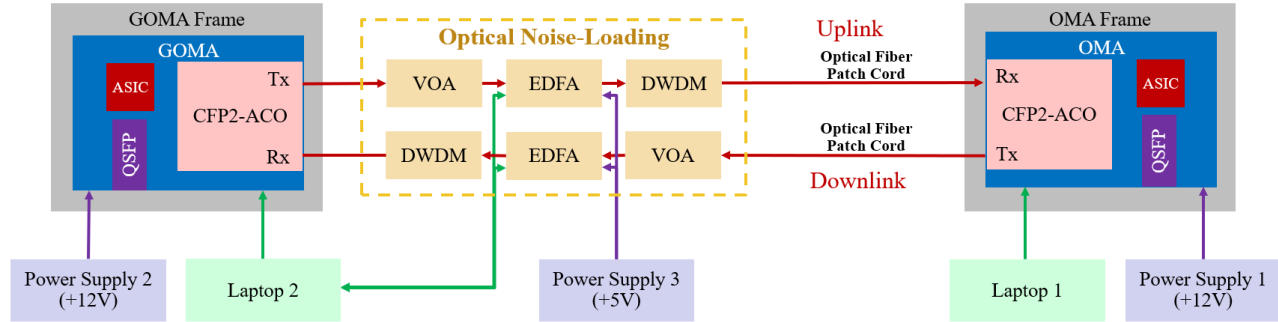 GOMA Frame
GOMA
ASIC
QSFP
Tx
CFP2-ACO
Rx
Optical Noise-Loading
VOA
EDFA
DWDM
DWDM
EDFA
VOA
Uplink
Optical Fiber
Patch Cord
Optical Fiber
Patch Cord
Downlink
OMA Frame
OMA
Rx
CFP2-ACO
Tx
ASIC
QSFP
Power Supply 2
(+12V)
Laptop 2
Power Supply 3
(+5V)
Laptop 1
Power Supply 1
(+12V)